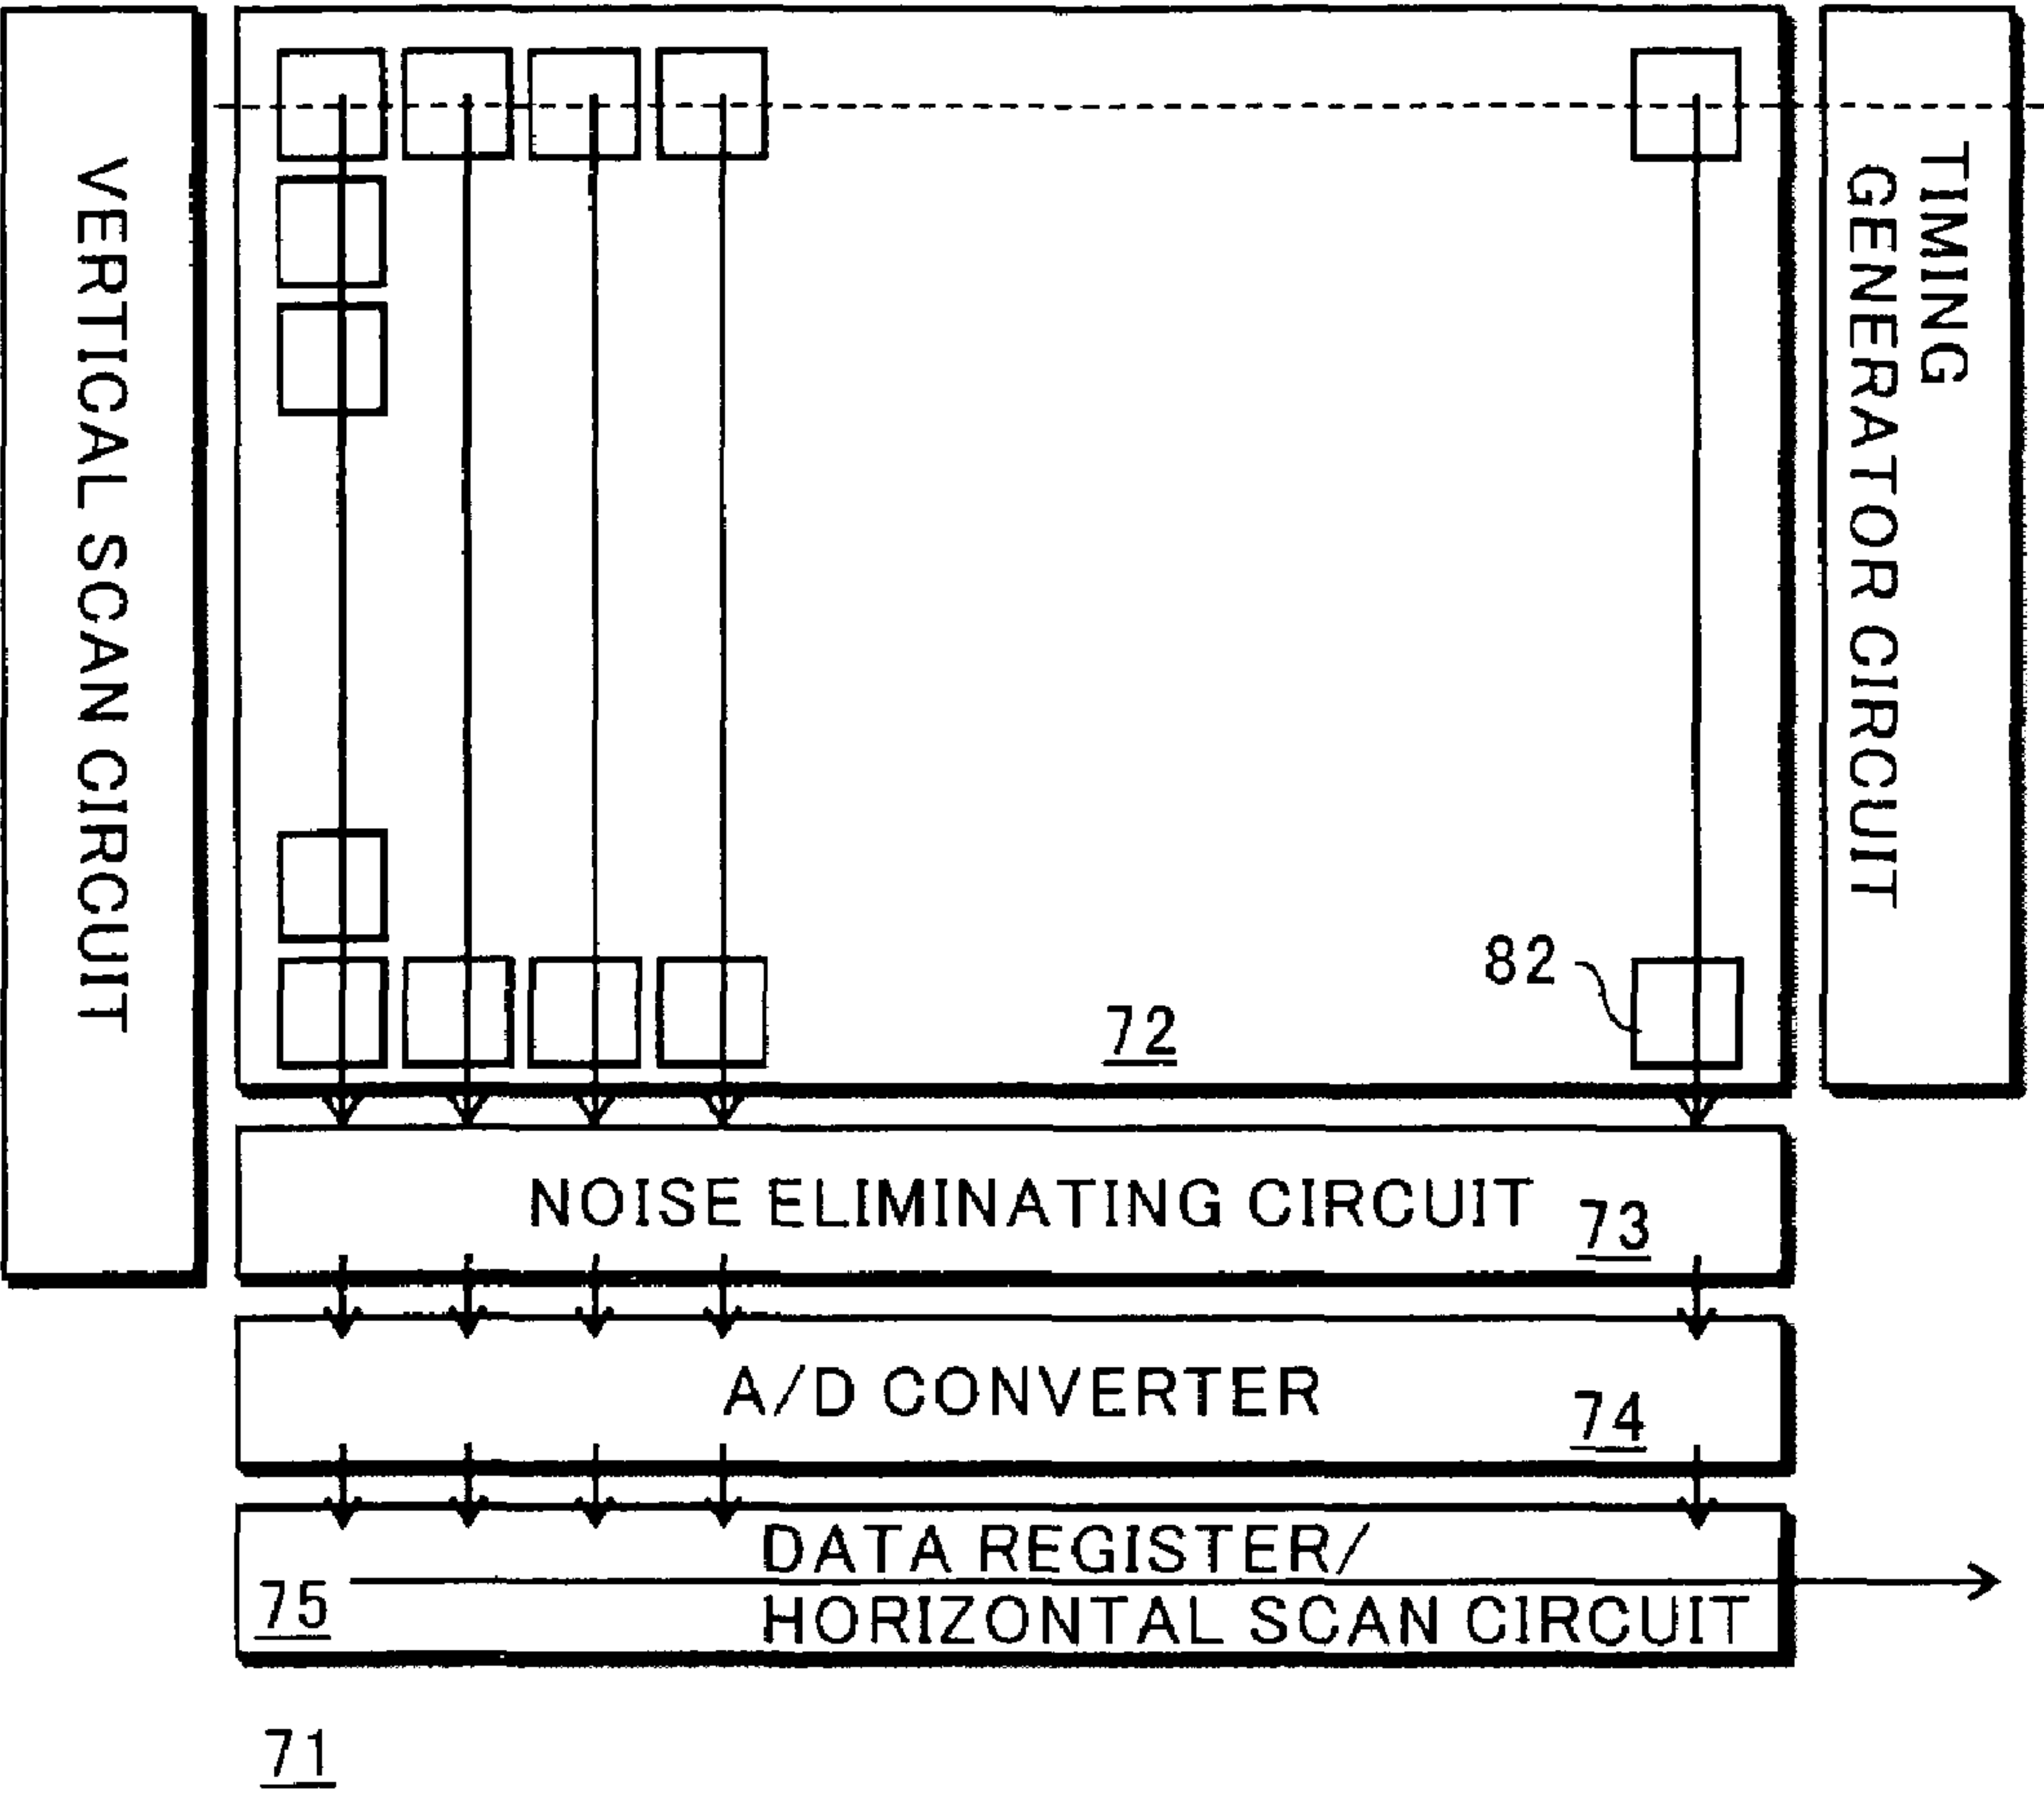 VERTICAL SCAN CIRCUIT
TIMING
GENERATOR CIRCUIT
82
72
NOISE ELIMINATING CIRCUIT
73
A/D CONVERTER
74
DATA REGISTER/
HORIZONTAL SCAN CIRCUIT
75
71